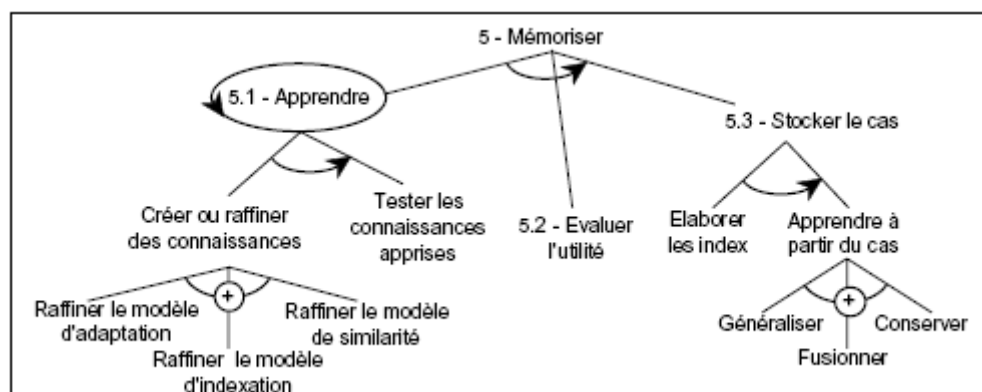 5 - Mémoriser
5.1 - Apprendre
5.3 - Stocker le cas
Créer ou raffiner
des connaissances
Tester les
connaissances
apprises
5.2 - Evaluer
l'utilité
Elaborer
les index
Apprendre à
partir du cas
Raffiner le modèle
d'adaptation
+
Raffiner le modèle
de similarité
Raffiner le modèle
d'indexation
Généraliser
+
Conserver
Fusionner